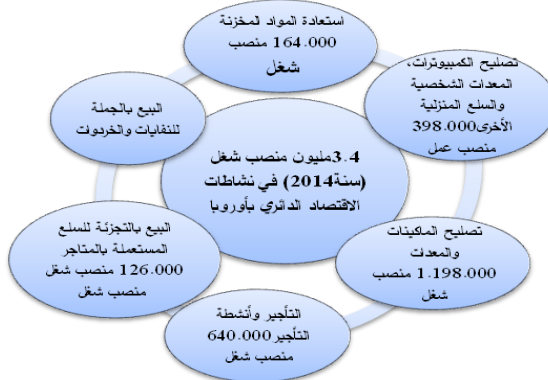 استعادة المواد المخزنة
164.000 منصب
شغل
تصليح الكمبيوترات،
المعدات الشخصية
والسلع المنزلية
الأخرى398.000
منصب عمل
تصليح الماكينات
والمعدات
1.198.000 منصب
شغل
التأجير وأنشطة
التأجير640.000
منصب شغل
البيع بالتجزئة للسلع
المستعملة بالمتاجر
126.000 منصب شغل
منصب شغل
البيع بالجملة
للنفايات والخردوات
3.4مليون منصب شغل
(سنة2014) في نشاطات
الاقتصاد الدائري بأوروبا